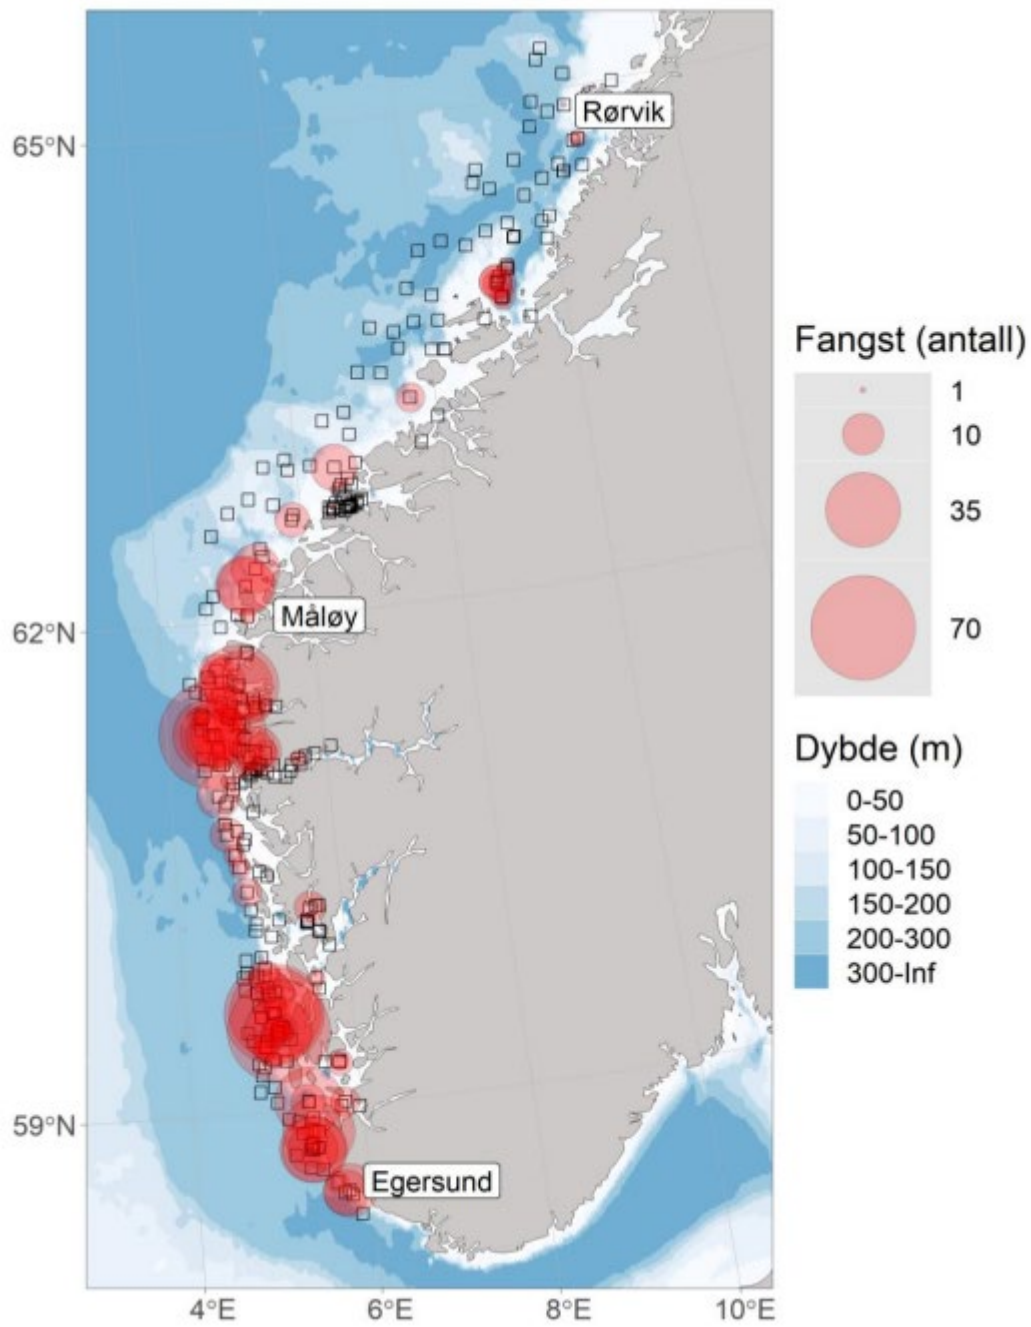 Rørvik
65°N
Fangst (antall)
1
10
35
70
Måløy
62°N
Dybde (m)
0-50
50-100
100-150
150-200
200-300
300-Inf
59°N
Egersund
4°E
6°E
8°E
10°E